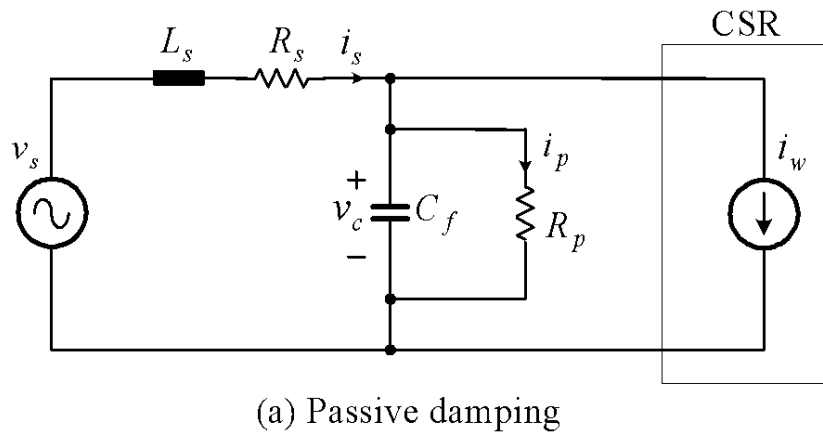 CSR
L_s
R_s
i_s
v_s
i_p
i_w
+
v_c
C_f
R_p
−
(a) Passive damping